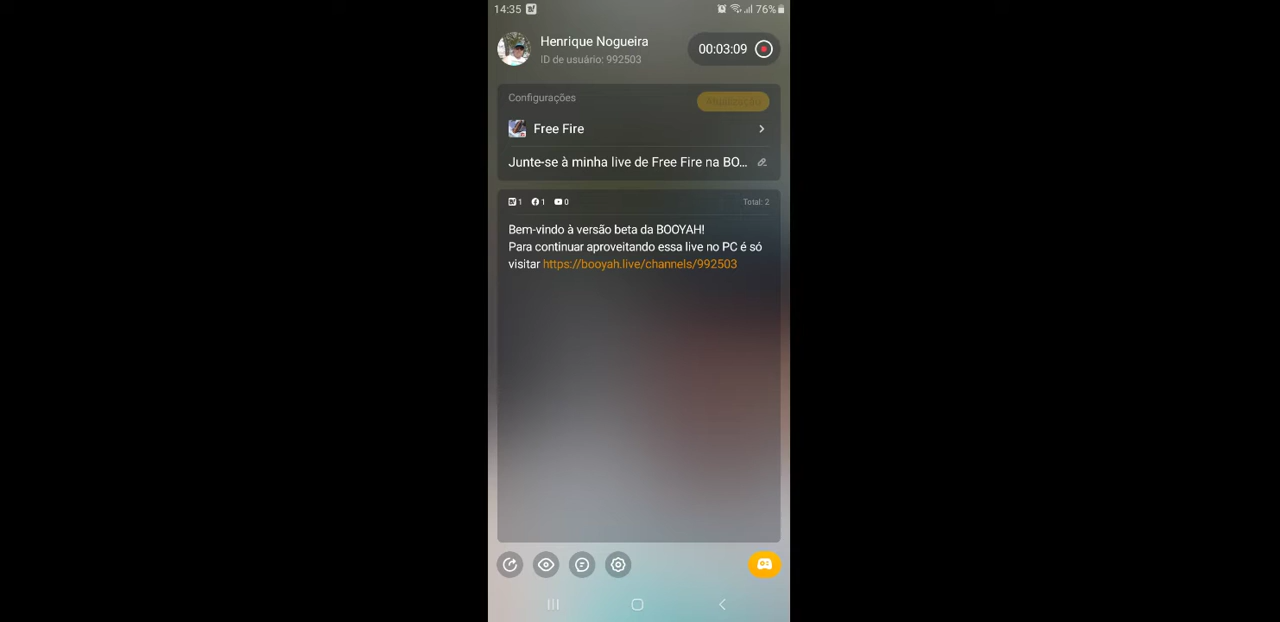 14:35 76%
Henrique Nogueira
ID de usuário: 992503
00:03:09
Configurações
Atualização
Free Fire
Junte-se à minha live de Free Fire na BO...
1 1 0 Total: 2
Bem-vindo à versão beta da BOOYAH!
Para continuar aproveitando essa live no PC é só
visitar https://booyah.live/channels/992503